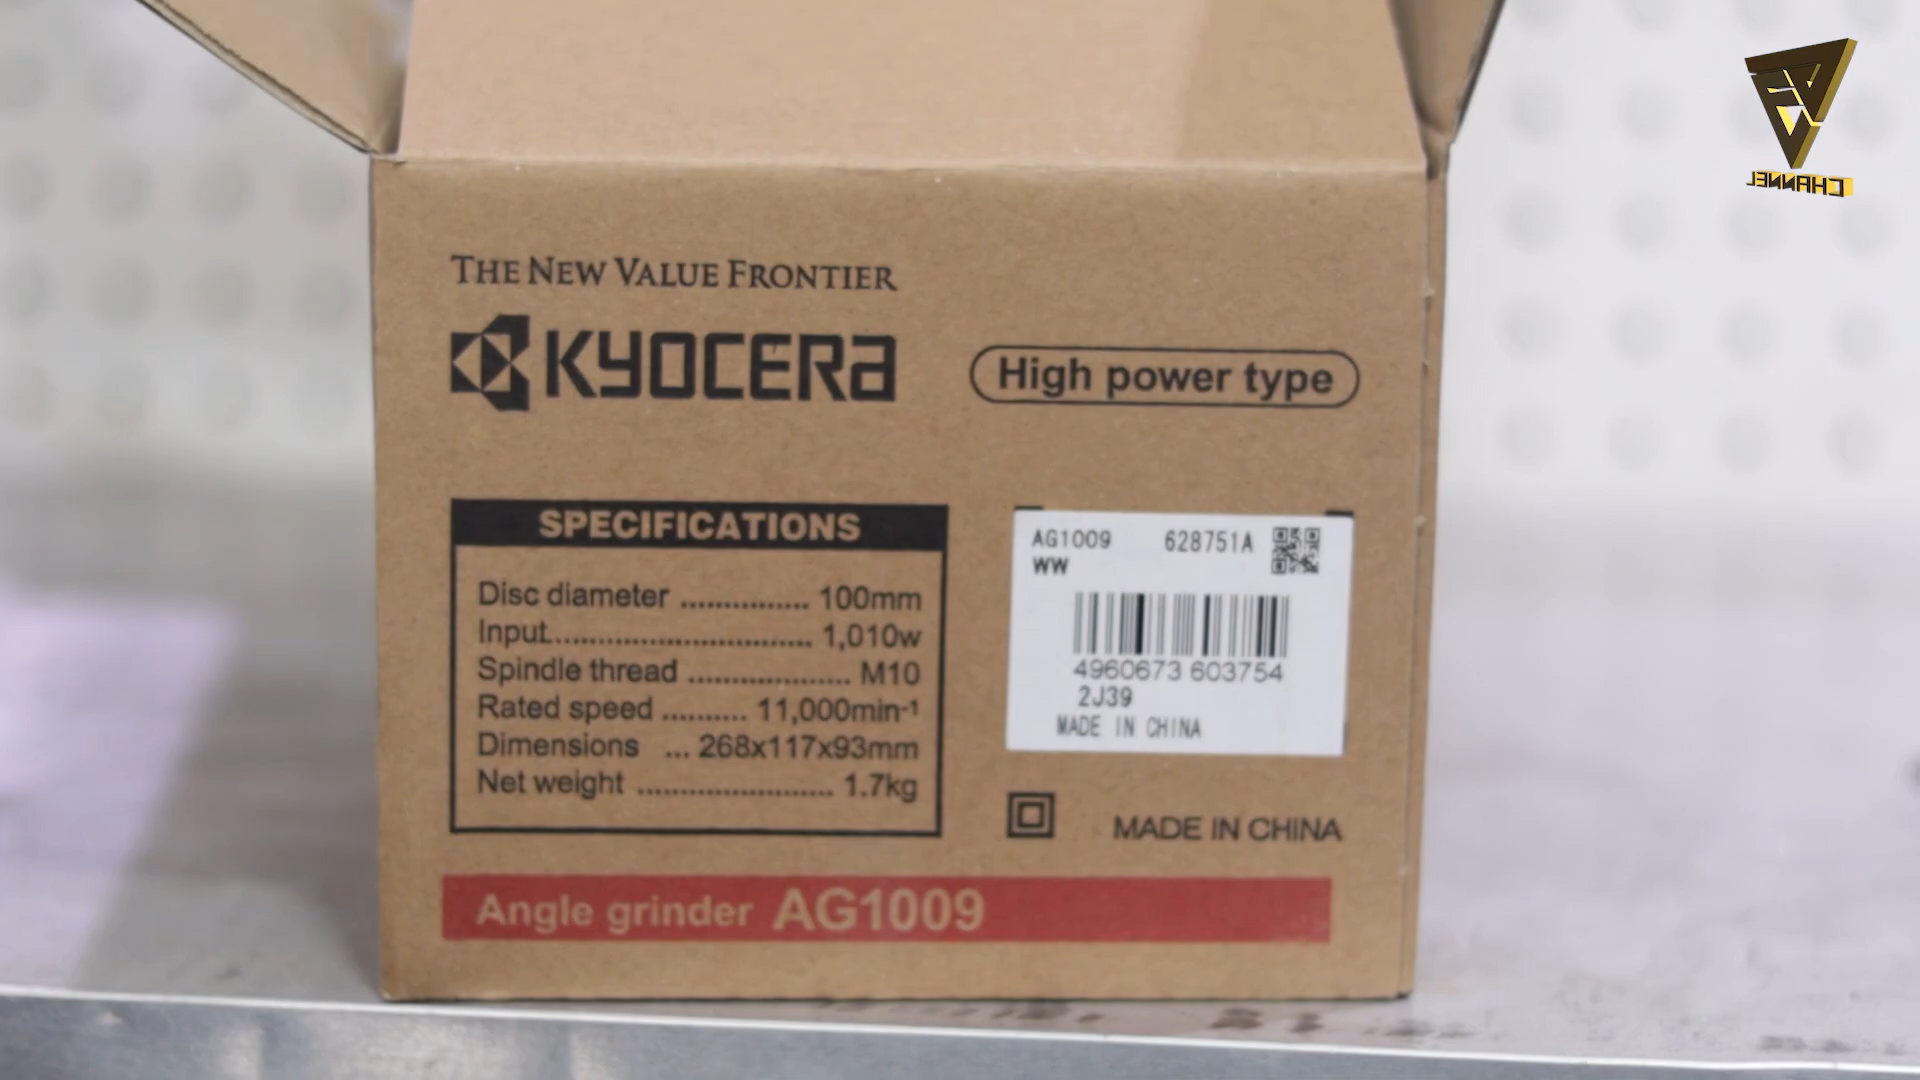 THE NEW VALUE FRONTIER
KYOCERA
High power type
SPECIFICATIONS
Disc diameter ............... 100mm
Input.............................. 1,010w
Spindle thread ................... M10
Rated speed .......... 11,000min-¹
Dimensions ... 268x117x93mm
Net weight ....................... 1.7kg
AG1009 628751A
WW
4960673 603754
2J39
MADE IN CHINA
MADE IN CHINA
Angle grinder AG1009
CHANNEL